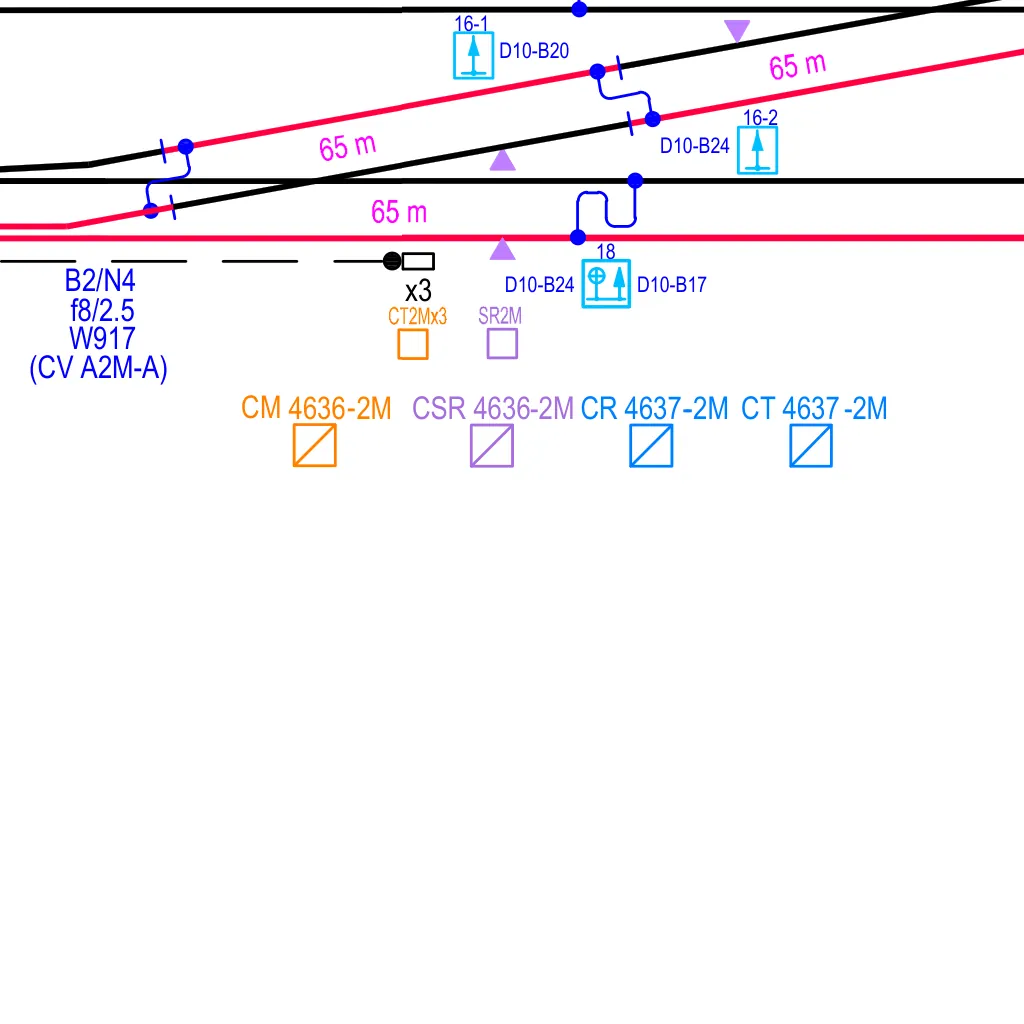 16-1
D10-B20
65 m
16-2
D10-B24
65 m
65 m
18
D10-B24
D10-B17
B2/N4
f8/2.5
W917
(CV A2M-A)
x3
CT2Mx3
SR2M
CM 4636-2M
CSR 4636-2M
CR 4637-2M
CT 4637-2M